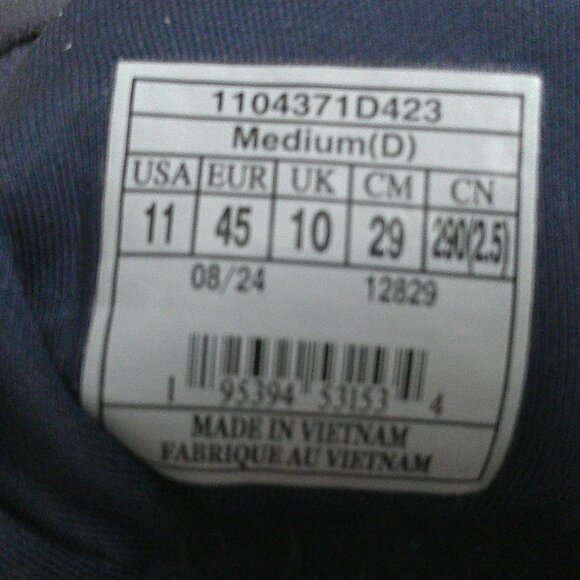 1104371D423
Medium(D)
USA EUR UK CM CN
11 45 10 29 290(2.5)
08/24 12829
1 95394 53153 4
MADE IN VIETNAM
FABRIQUE AU VIETNAM